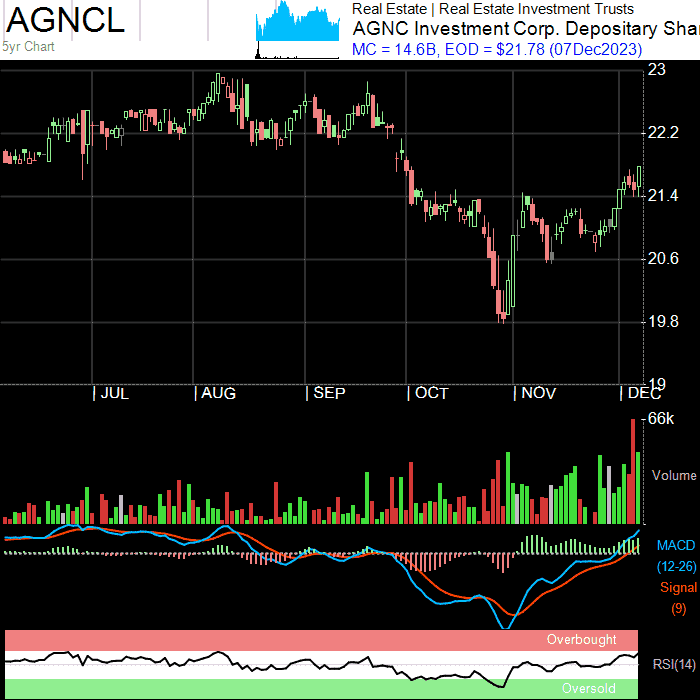 AGNCL
5yr Chart
Real Estate | Real Estate Investment Trusts
AGNC Investment Corp. Depositary Shar
MC = 14.6B, EOD = $21.78 (07Dec2023)
23
22.2
21.4
20.6
19.8
19
| JUL | AUG | SEP | OCT | NOV | DEC
66k
Volume
MACD
(12-26)
Signal
(9)
Overbought
RSI(14)
Oversold